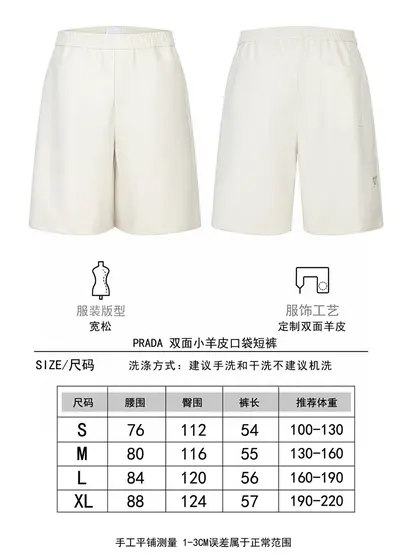 服装版型
宽松
服饰工艺
定制双面羊皮
PRADA 双面小羊皮口袋短裤
SIZE/尺码 洗涤方式：建议手洗和干洗不建议机洗
尺码 腰围 臀围 裤长 推荐体重
S 76 112 54 100-130
M 80 116 55 130-160
L 84 120 56 160-190
XL 88 124 57 190-220
手工平铺测量 1-3CM误差属于正常范围